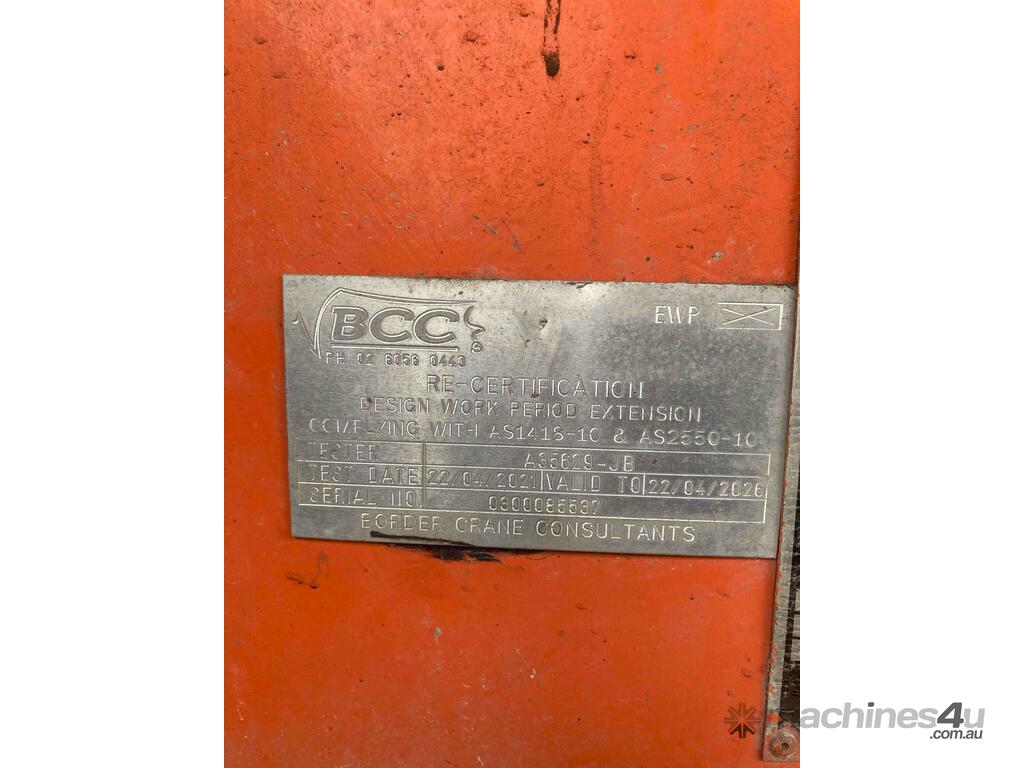 BCC
EWP
PH 02 6056 0440
RE-CERTIFICATION
DESIGN WORK PERIOD EXTENSION
COMPLYING WITH AS1418-10 & AS2550-10
TESTER A35629-JB
TEST DATE 22/04/2021 VALID TO 22/04/2026
SERIAL NO. 0300085537
BORDER CRANE CONSULTANTS
machines4u
.com.au